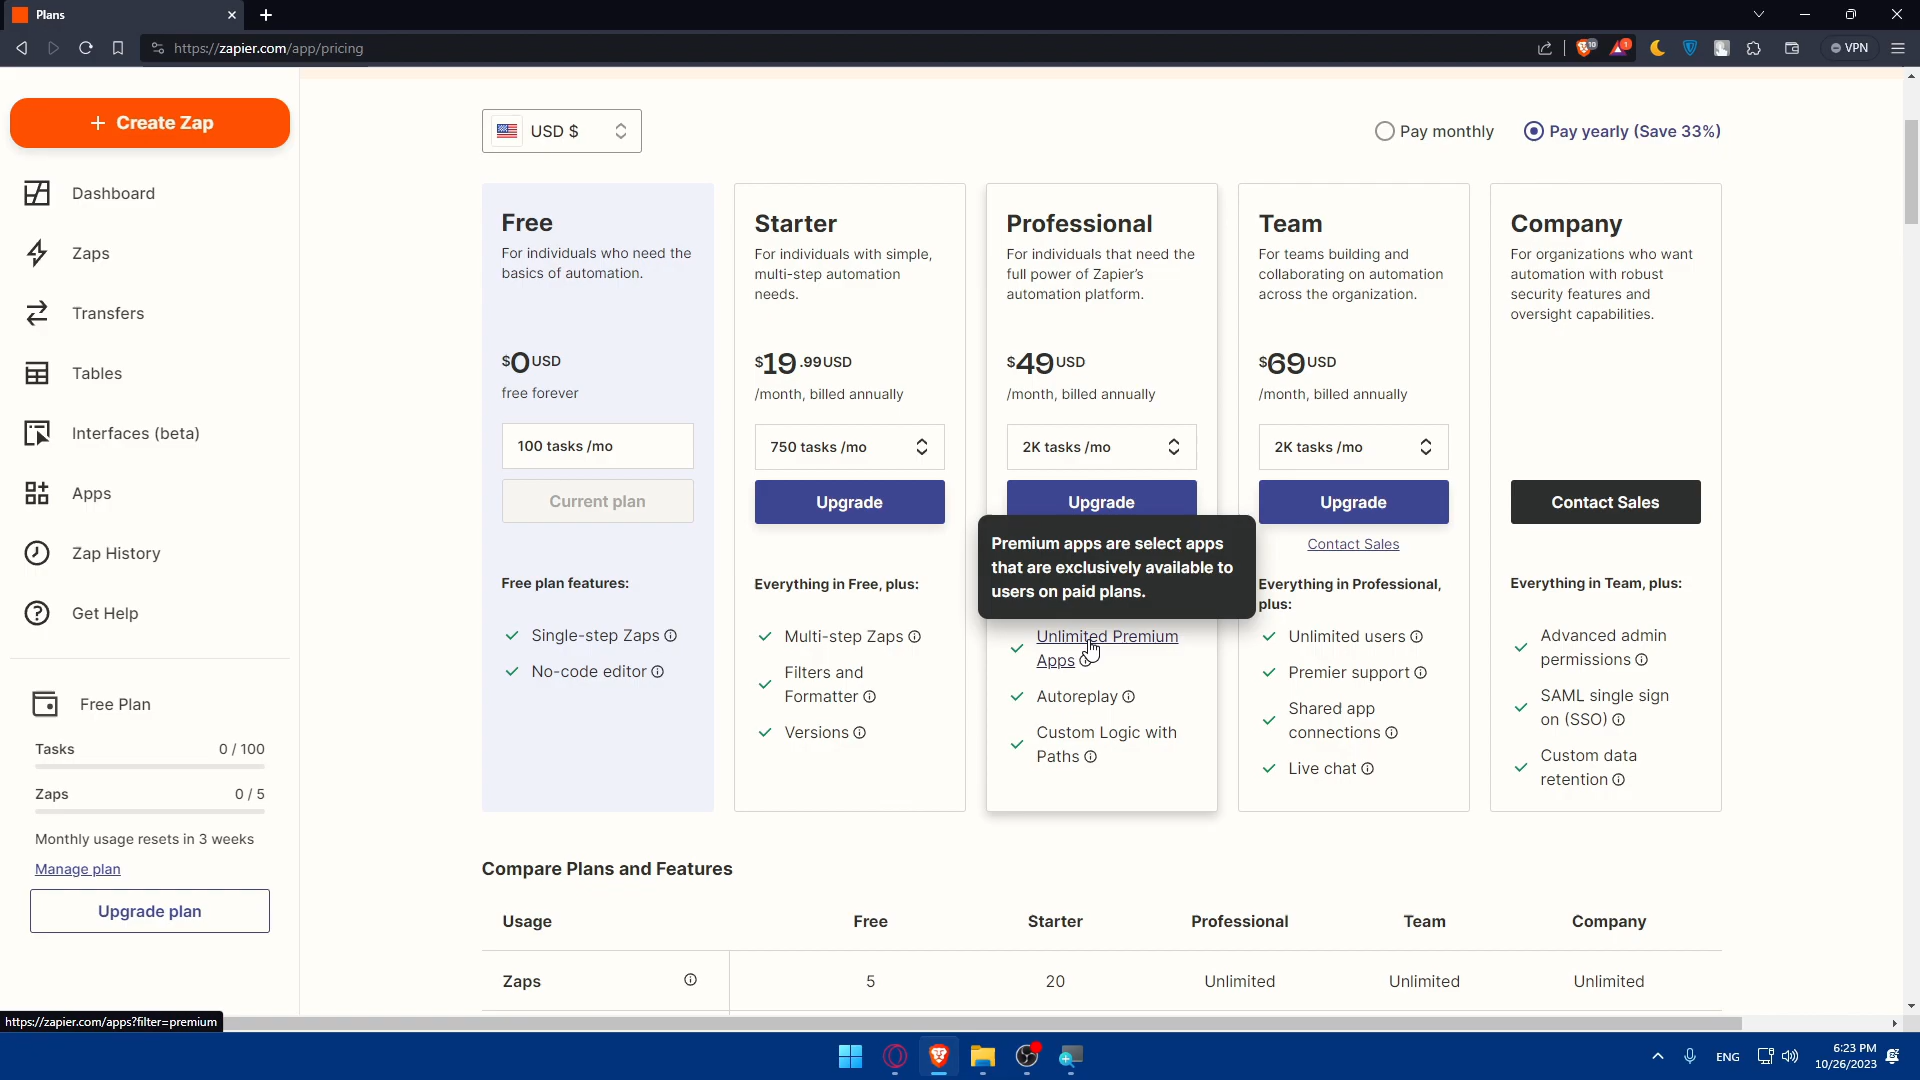 Plans
https://zapier.com/app/pricing
10
1
VPN
+ Create Zap
Dashboard
Zaps
Transfers
Tables
Interfaces (beta)
Apps
Zap History
Get Help
Free Plan
Tasks 0 / 100
Zaps 0 / 5
Monthly usage resets in 3 weeks
Manage plan
Upgrade plan
USD $
Pay monthly
Pay yearly (Save 33%)
Free
For individuals who need the
basics of automation.
$0 USD
free forever
100 tasks /mo
Current plan
Free plan features:
Single-step Zaps
No-code editor
Starter
For individuals with simple,
multi-step automation
needs.
$19.99USD
/month, billed annually
750 tasks /mo
Upgrade
Everything in Free, plus:
Multi-step Zaps
Filters and
Formatter
Versions
Professional
For individuals that need the
full power of Zapier's
automation platform.
$49USD
/month, billed annually
2K tasks /mo
Upgrade
Premium apps are select apps
that are exclusively available to
users on paid plans.
Unlimited Premium
Apps
Autoreplay
Custom Logic with
Paths
Team
For teams building and
collaborating on automation
across the organization.
$69USD
/month, billed annually
2K tasks /mo
Upgrade
Contact Sales
Everything in Professional,
plus:
Unlimited users
Premier support
Shared app
connections
Live chat
Company
For organizations who want
automation with robust
security features and
oversight capabilities.
Contact Sales
Everything in Team, plus:
Advanced admin
permissions
SAML single sign
on (SSO)
Custom data
retention
Compare Plans and Features
Usage Free Starter Professional Team Company
Zaps 5 20 Unlimited Unlimited Unlimited
https://zapier.com/apps?filter=premium
ENG
6:23 PM
10/26/2023